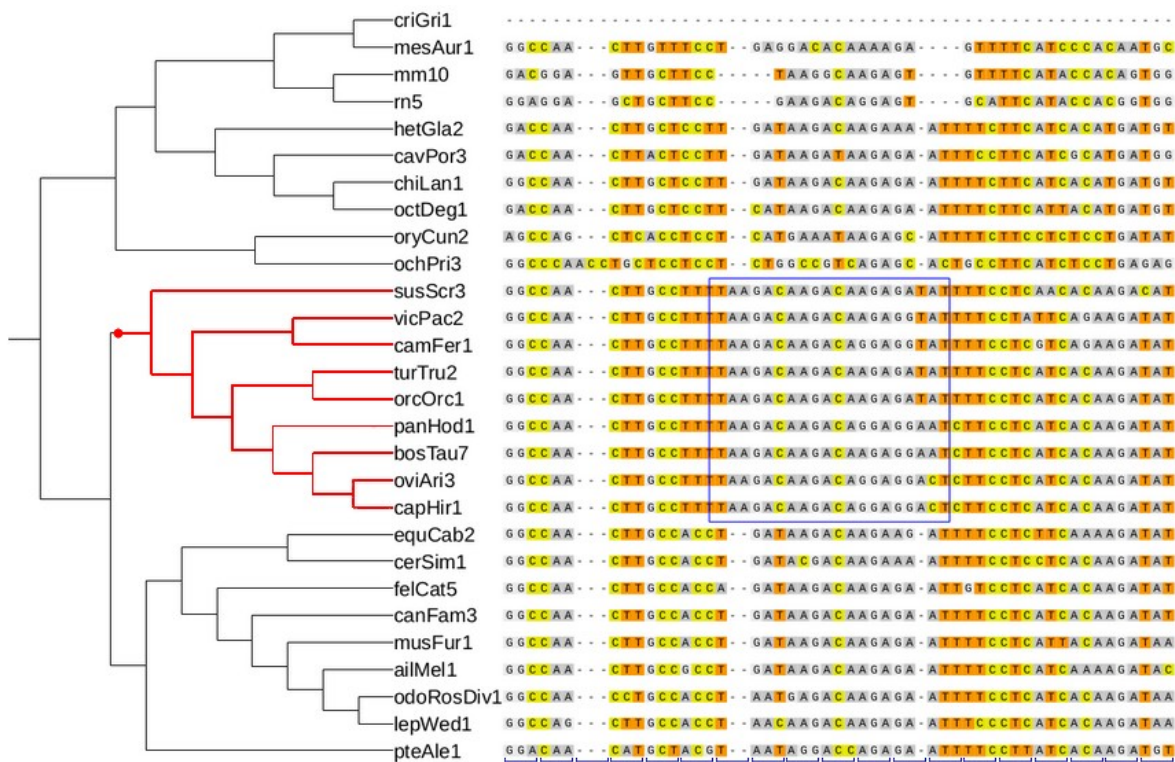 criGri1 ---------------------------------------------------------
mesAur1 GGCCAA---CTTGTTTCCT--GAGGACACAAAAGA----GTTTTCATCCCACAATGC
mm10 GACGGA---GTTGCTTCC-----TAAGGCAAGAGT----GTTTTCATACCACAGTGG
rn5 GGAGGA---GCTGCTTCC-----GAAGACAGGAGT----GCATTCATACCACGGTGG
hetGla2 GACCAA---CTTGCTCCTT--GATAAGACAAGAAA-ATTTTCTTCATCACATGATGT
cavPor3 GACCAA---CTTACTCCTT--GATAAGATAAGAGA-ATTTCCTTCATCGCATGATGG
chiLan1 GGCCAA---CTTGCTCCTT--GATAAGACAAGAGA-ATTTTCTTCATCACATGATGT
octDeg1 GACCAA---CTTGCTCCTT--CATAAGACAAGAGA-ATTTTCTTCATTACATGATGT
oryCun2 AGCCAG---CTCACCTCCT--CATGAAATAAGAGC-ATTTTCTTCCTCTCCTGATAT
ochPri3 GGCCCAACCTGCTCCTCCT--CTGGCCGTCAGAGC-ACTGCCTTCATCTCCTGAGAG
susScr3 GGCCAA---CTTGCCTTTTAAGACAAGACAAGAGATATTTTCCTCAACACAAGACAT
vicPac2 GGCCAA---CTTGCCTTTTAAGACAAGACAAGAGGTATTTTCCTATTCAGAAGATAT
camFer1 GGCCAA---CTTGCCTTTTAAGACAAGACAGGAGGTATTTTCCTCGTCAGAAGATAT
turTru2 GGCCAA---CTTGCCTTTTAAGACAAGACAAGAGATATTTTCCTCATCACAAGATAT
orcOrc1 GGCCAA---CTTGCCTTTTAAGACAAGACAAGAGATATTTTCCTCATCACAAGATAT
panHod1 GGCCAA---CTTGCCTTTTAAGACAAGACAGGAGGAATCTTCCTCATCACAAGATAT
bosTau7 GGCCAA---CTTGCCTTTTAAGACAAGACAAGAGGAATCTTCCTCATCACAAGATAT
oviAri3 GGCCAA---CTTGCCTTTTAAGACAAGACAGGAGGACTCTTCCTCATCACAAGATAT
capHir1 GGCCAA---CTTGCCTTTTAAGACAAGACAGGAGGACTCTTCCTCATCACAAGATAT
equCab2 GGCCAA---CTTGCCACCT--GATAAGACAAGAAG-ATTTTCCTCTTCAAAAGATAT
cerSim1 GGCCAA---CTTGCCACCT--GATACGACAAGAAA-ATTTTCCTCCTCACAAGATAT
felCat5 GGCCAA---CTTGCCACCA--GATAAGACAAGAGA-ATTGTCCTCATCACAAGATAT
canFam3 GGCCAA---CTTGCCACCT--GATAAGACAAGAGA-ATTTTCCTCATCACAAGATAT
musFur1 GGCCAA---CTTGCCACCT--GATAAGACAAGAGA-ATTTTCCTCATTACAAGATAA
ailMel1 GGCCAA---CTTGCCGCCT--GATAAGACAAGAGA-ATTTTCCTCATCAAAAGATAC
odoRosDiv1 GGCCAA---CCTGCCACCT--AATGAGACAAGAGA-ATTTTCCTCATCACAAGATAA
lepWed1 GGCCAG---CTTGCCACCT--AACAAGACAAGAGA-ATTTCCCTCATCACAAGATAA
pteAle1 GGACAA---CATGCTACGT--AATAGGACCAGAGA-ATTTTCCTTATCACAAGATGT